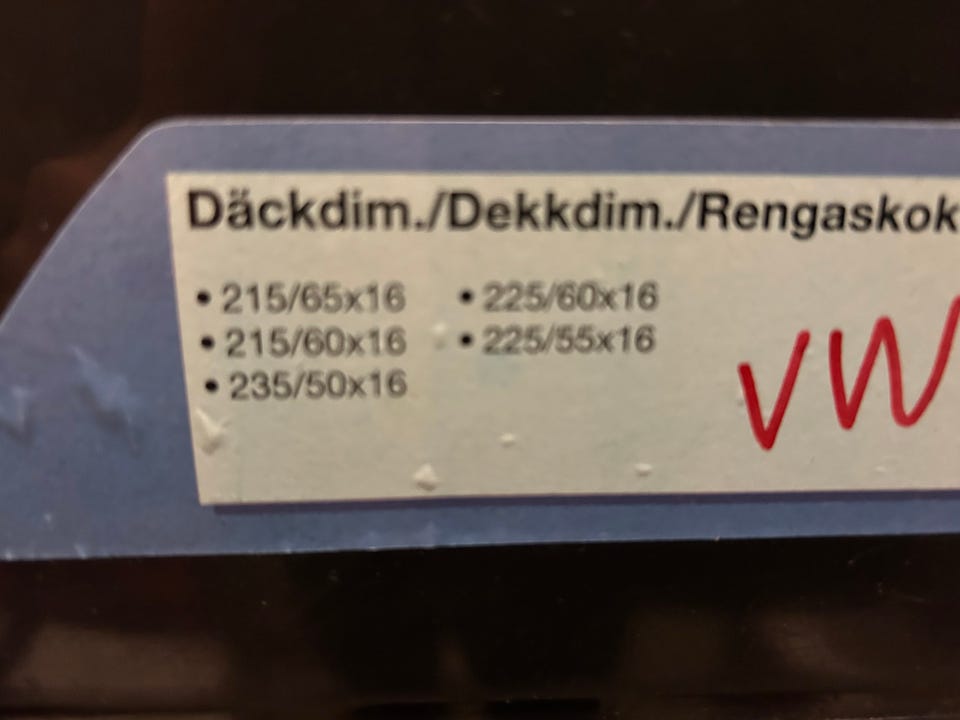 Däckdim./Dekkdim./Rengaskok
• 215/65x16 • 225/60x16
• 215/60x16 • 225/55x16
• 235/50x16
VW